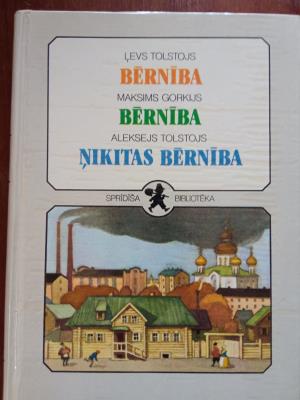 ĻEVS TOLSTOJS
BĒRNĪBA
MAKSIMS GORKIJS
BĒRNĪBA
ALEKSEJS TOLSTOJS
ŅIKITAS BĒRNĪBA
SPRĪDĪŠA BIBLIOTĒKA